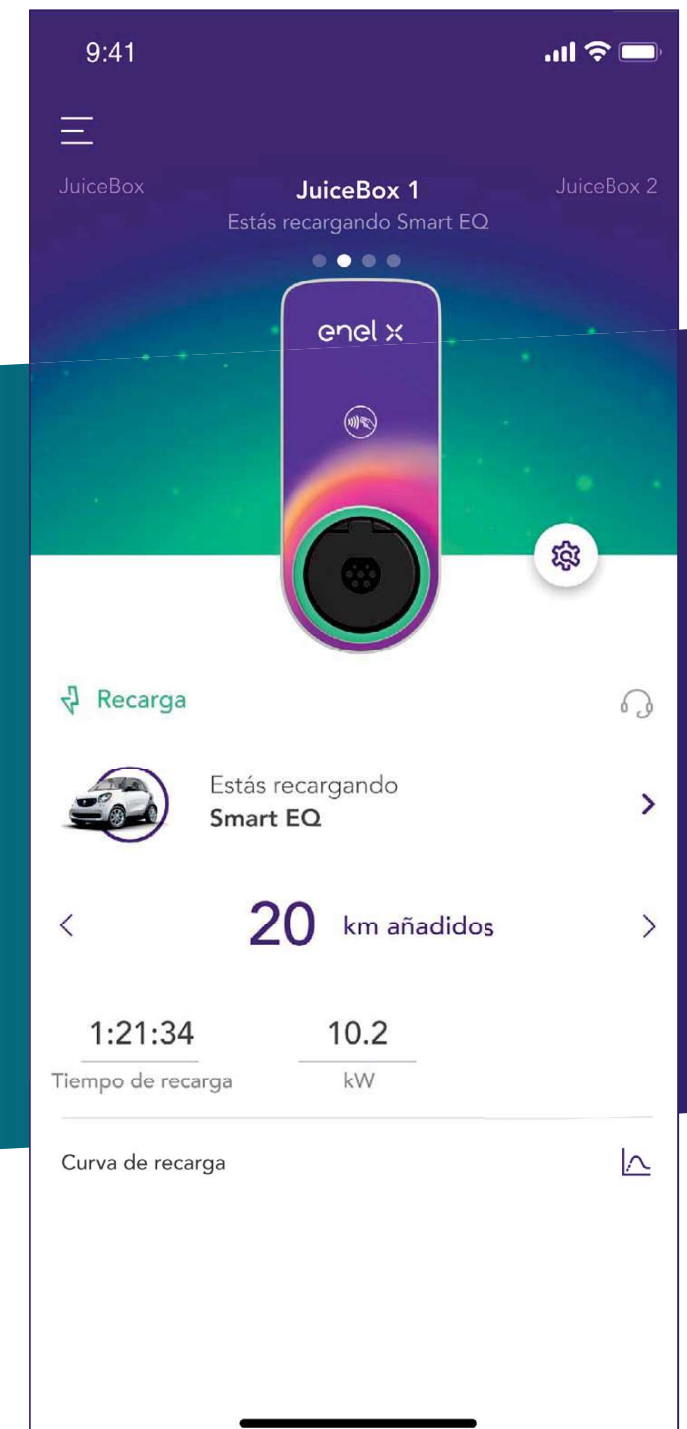 9:41
JuiceBox
JuiceBox 1
JuiceBox 2
Estás recargando Smart EQ
enel x
Recarga
Estás recargando
Smart EQ
20 km añadidos
1:21:34
10.2
Tiempo de recarga
kW
Curva de recarga